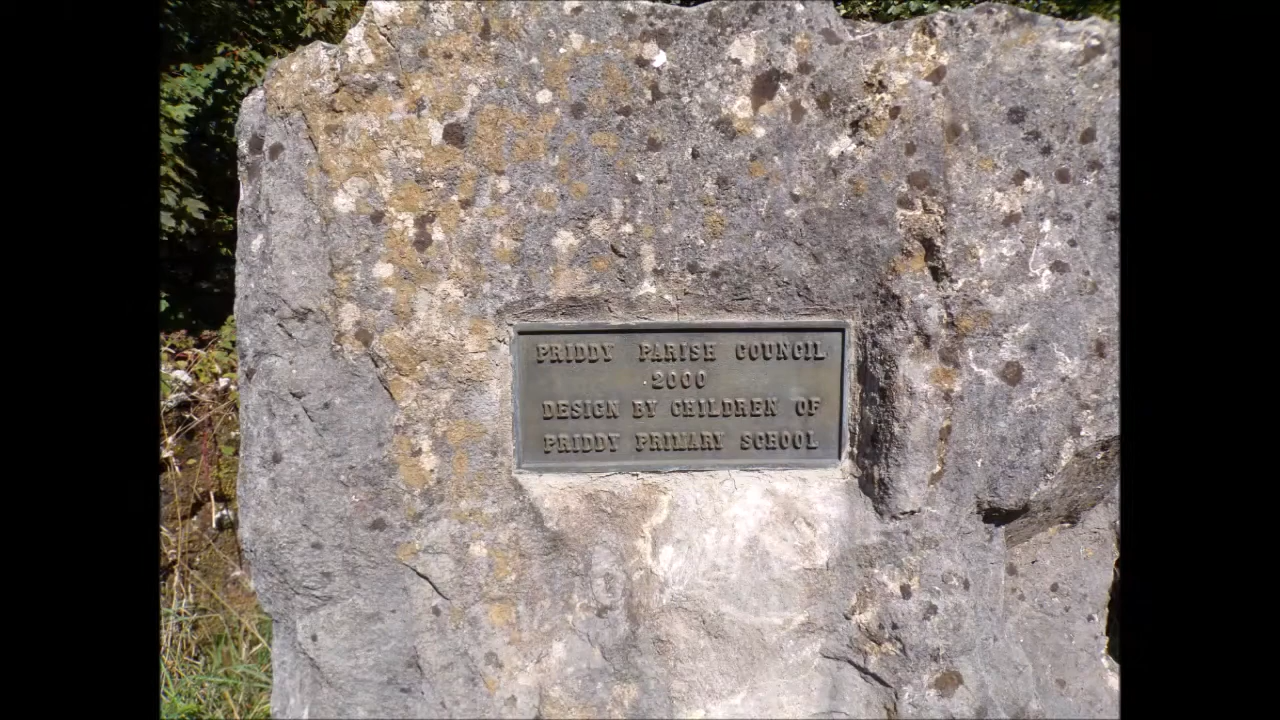 PRIDDY PARISH COUNCIL
2000
DESIGN BY CHILDREN OF
PRIDDY PRIMARY SCHOOL